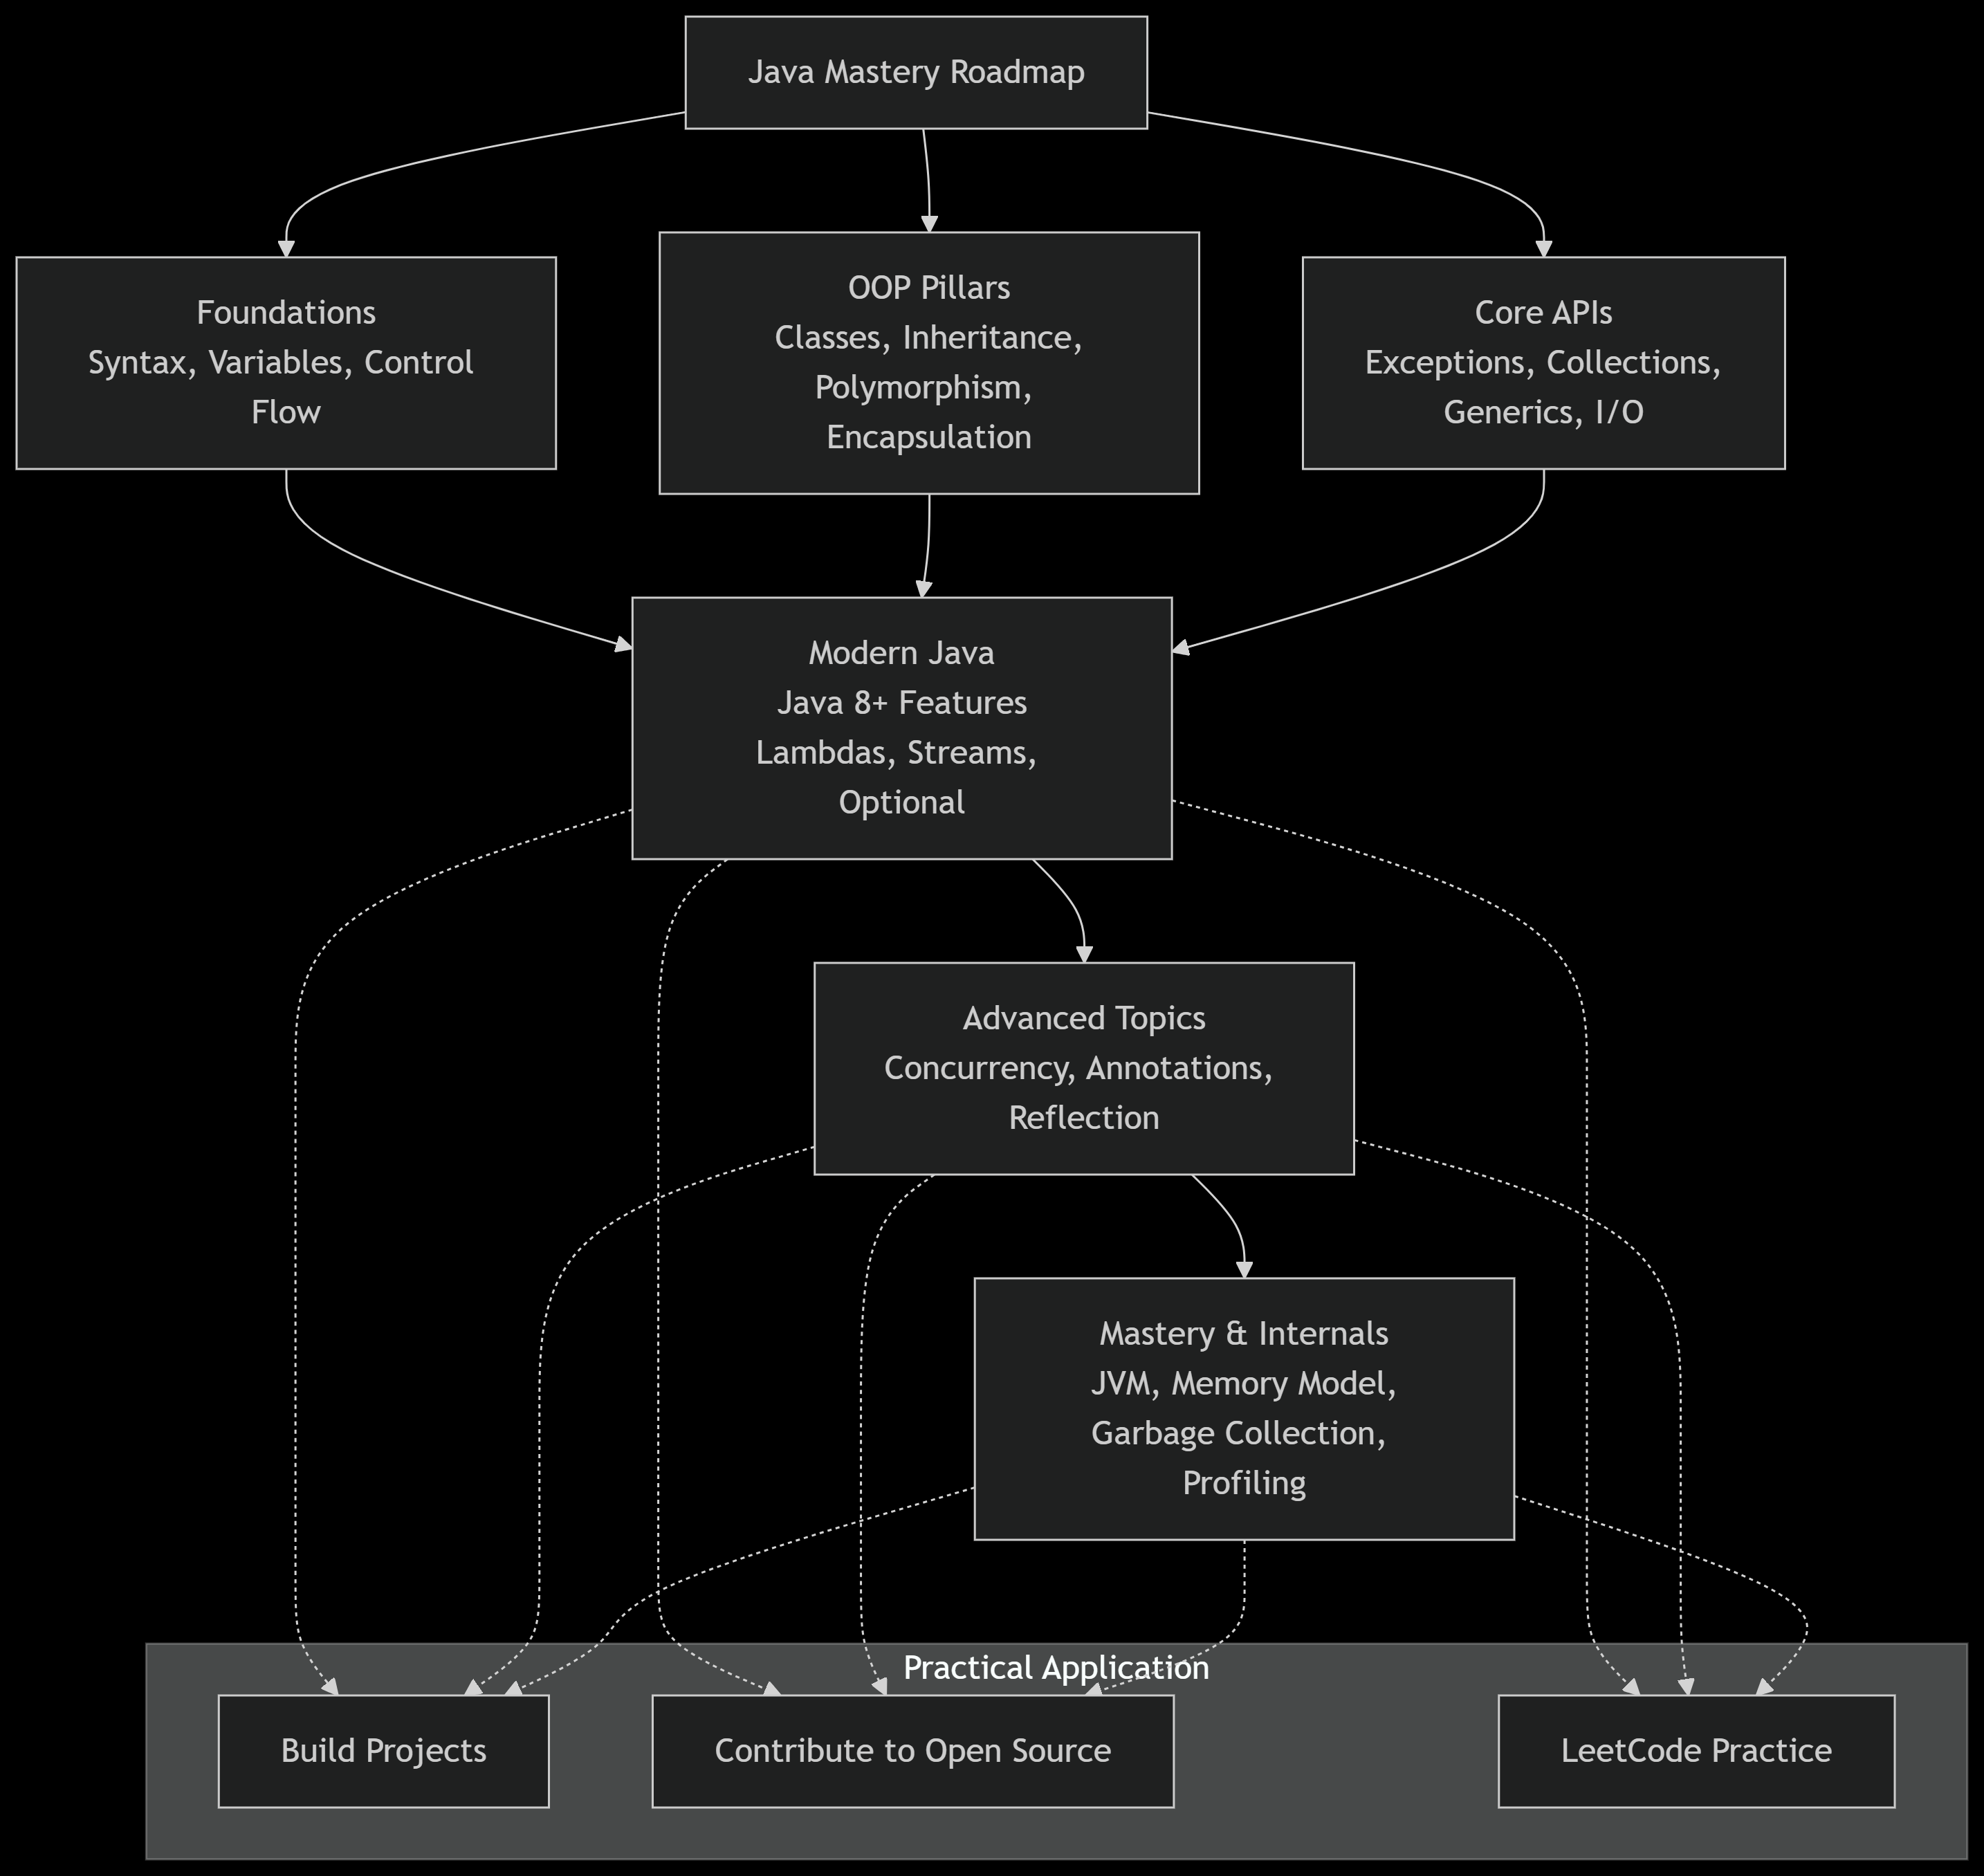 Java Mastery Roadmap
Foundations
Syntax, Variables, Control
Flow
OOP Pillars
Classes, Inheritance,
Polymorphism,
Encapsulation
Core APIs
Exceptions, Collections,
Generics, I/O
Modern Java
Java 8+ Features
Lambdas, Streams,
Optional
Advanced Topics
Concurrency, Annotations,
Reflection
Mastery & Internals
JVM, Memory Model,
Garbage Collection,
Profiling
Practical Application
Build Projects
Contribute to Open Source
LeetCode Practice